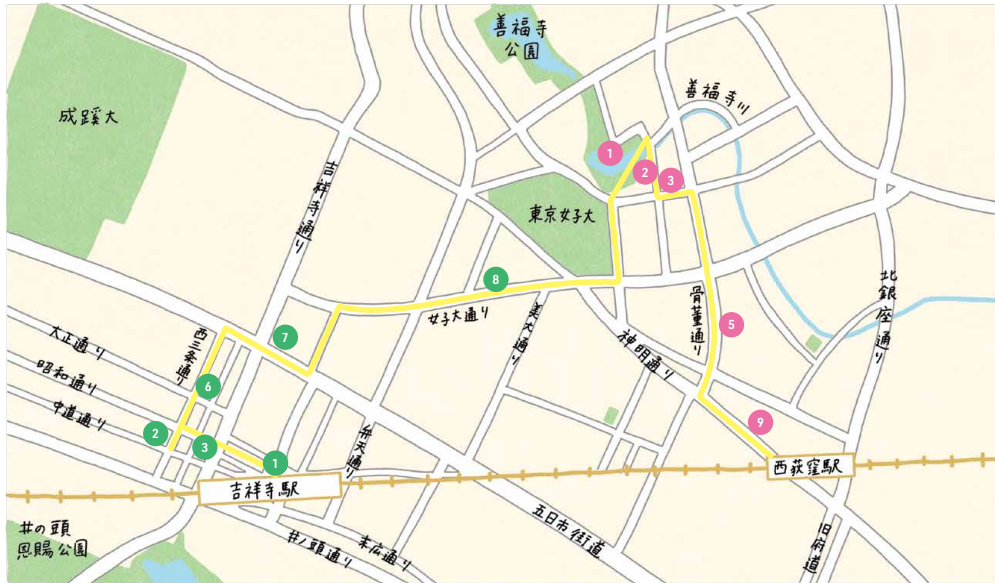 善福寺
公園
善福寺川
成蹊大
吉祥寺通り
1
2
3
東京女子大
8
女子大通り
美大通り
骨董通り
北銀座通り
5
神明通り
7
大正通り
西三条通り
昭和通り
6
中道通り
2
3
1
弁天通り
9
西荻窪駅
吉祥寺駅
五日市街道
旧府道
井の頭
恩賜公園
井ノ頭通り
末広通り